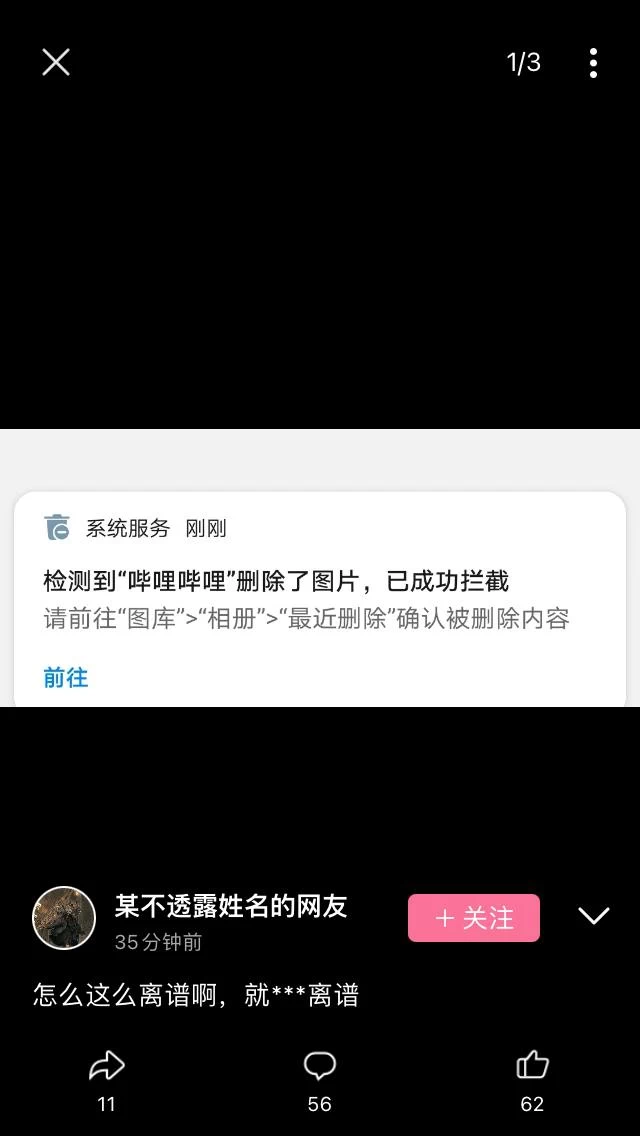 1/3
系统服务 刚刚
检测到“哔哩哔哩”删除了图片，已成功拦截
请前往“图库”>“相册”>“最近删除”确认被删除内容
前往
某不透露姓名的网友
35分钟前
+ 关注
怎么这么离谱啊，就***离谱
11 56 62